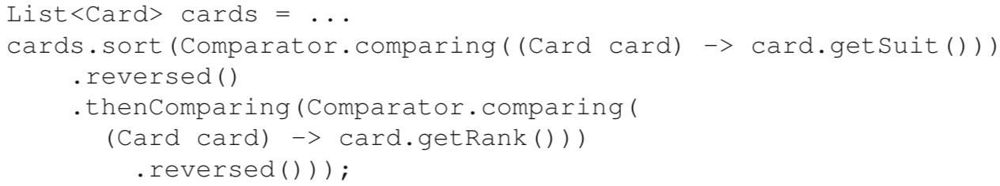 List<Card> cards = ...
cards.sort(Comparator.comparing((Card card) -> card.getSuit()))
.reversed()
.thenComparing(Comparator.comparing(
(Card card) -> card.getRank()))
.reversed()));